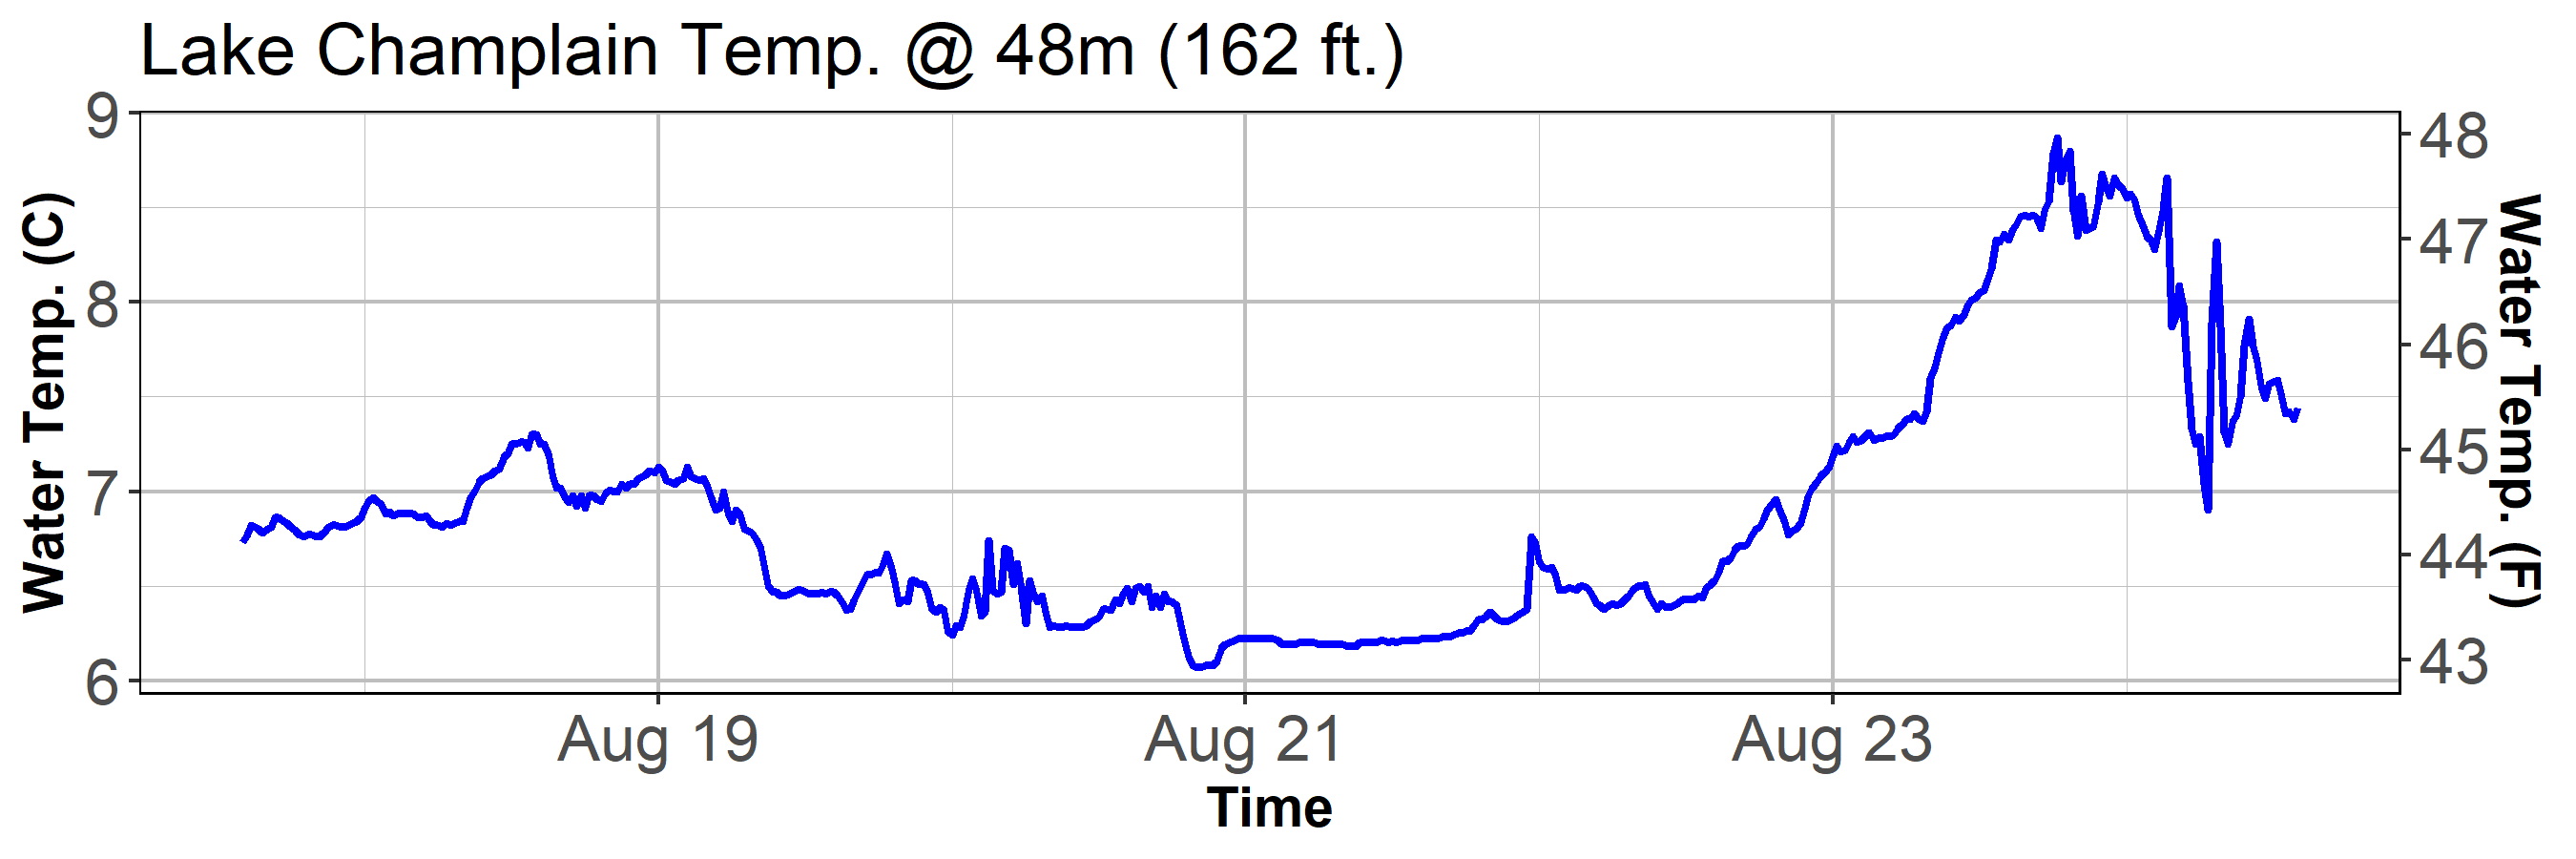 Lake Champlain Temp. @ 48m (162 ft.)
Water Temp. (C)
9
8
7
6
48
47
46
45
44
43
Water Temp. (F)
Aug 19
Aug 21
Aug 23
Time